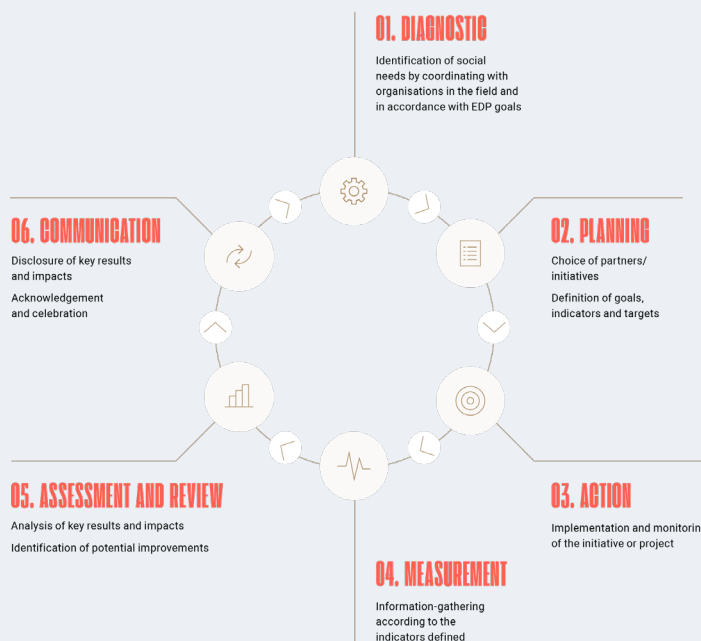 01. DIAGNOSTIC
Identification of social
needs by coordinating with
organisations in the field and
in accordance with EDP goals
02. PLANNING
Choice of partners/
initiatives
Definition of goals,
indicators and targets
03. ACTION
Implementation and monitorin
of the initiative or project
04. MEASUREMENT
Information-gathering
according to the
indicators defined
05. ASSESSMENT AND REVIEW
Analysis of key results and impacts
Identification of potential improvements
06. COMMUNICATION
Disclosure of key results
and impacts
Acknowledgement
and celebration